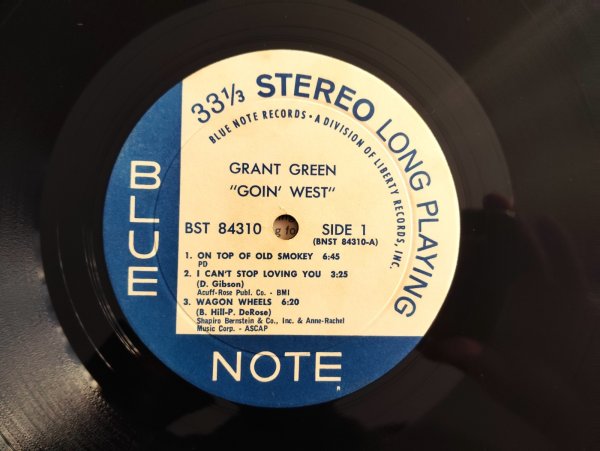 33⅓ STEREO LONG PLAYING
BLUE NOTE RECORDS • A DIVISION OF LIBERTY RECORDS, INC.
GRANT GREEN
"GOIN' WEST"
BST 84310
SIDE 1
(BNST 84310-A)
1. ON TOP OF OLD SMOKEY 6:45
PD
2. I CAN'T STOP LOVING YOU 3:25
(D. Gibson)
Acuff-Rose Publ. Co. - BMI
3. WAGON WHEELS 6:20
(B. Hill-P. DeRose)
Shapiro Bernstein & Co., Inc. & Anne-Rachel
Music Corp. - ASCAP
BLUE
NOTE